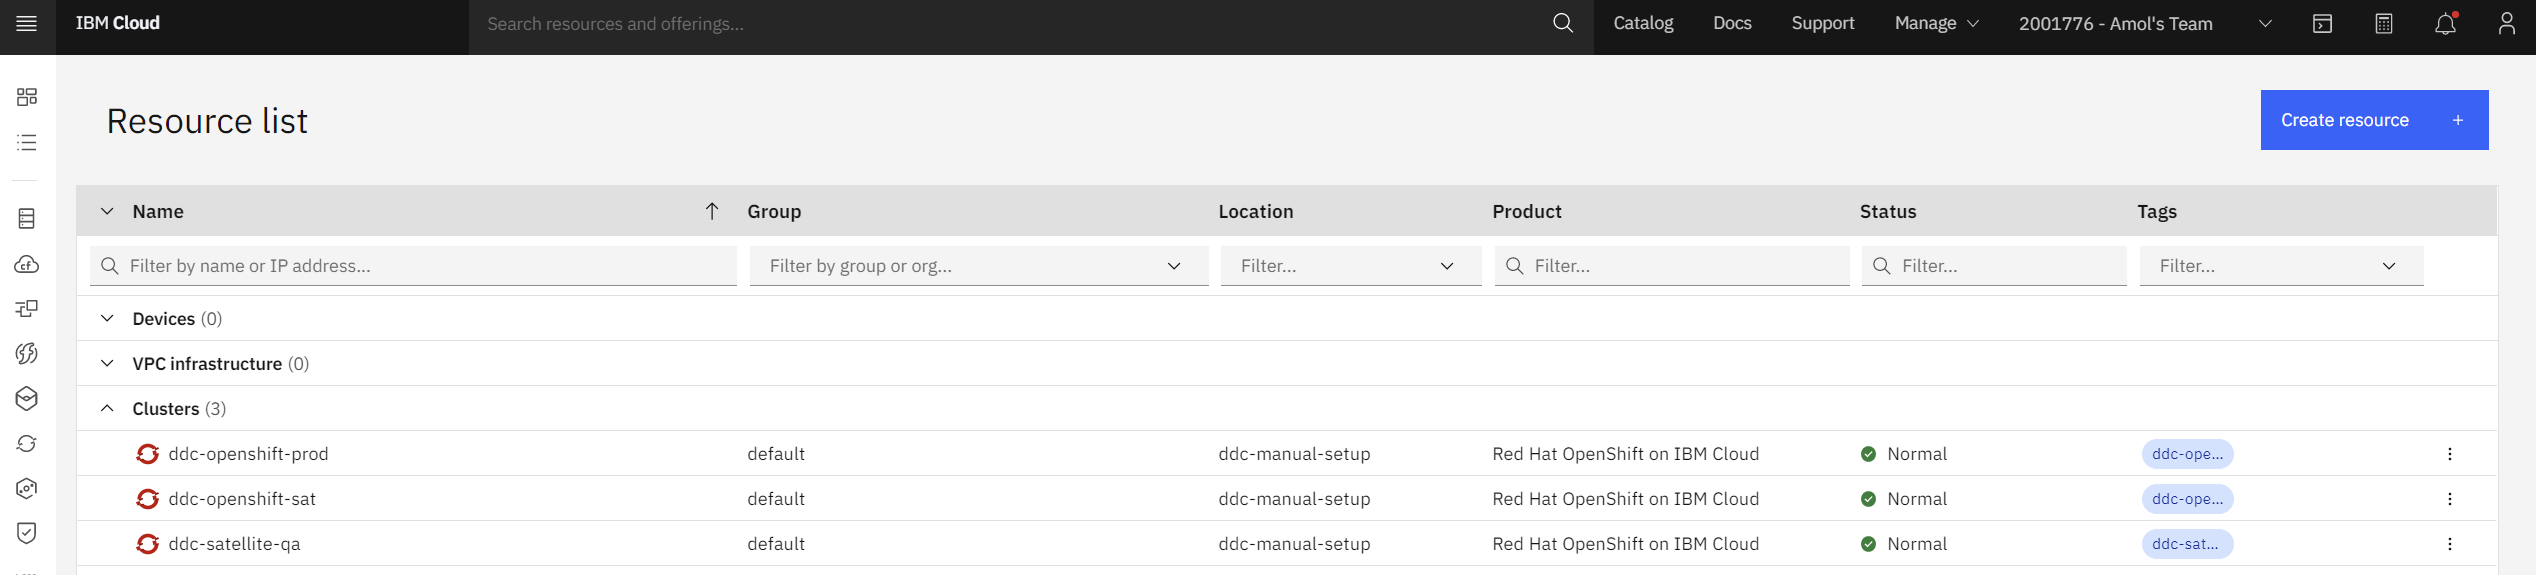 IBM Cloud Search resources and offerings... Catalog Docs Support Manage 2001776 - Amol's Team
Resource list
Create resource +
Name Group Location Product Status Tags
Filter by name or IP address... Filter by group or org... Filter... Filter... Filter... Filter...
Devices (0)
VPC infrastructure (0)
Clusters (3)
ddc-openshift-prod default ddc-manual-setup Red Hat OpenShift on IBM Cloud Normal ddc-ope...
ddc-openshift-sat default ddc-manual-setup Red Hat OpenShift on IBM Cloud Normal ddc-ope...
ddc-satellite-qa default ddc-manual-setup Red Hat OpenShift on IBM Cloud Normal ddc-sat...